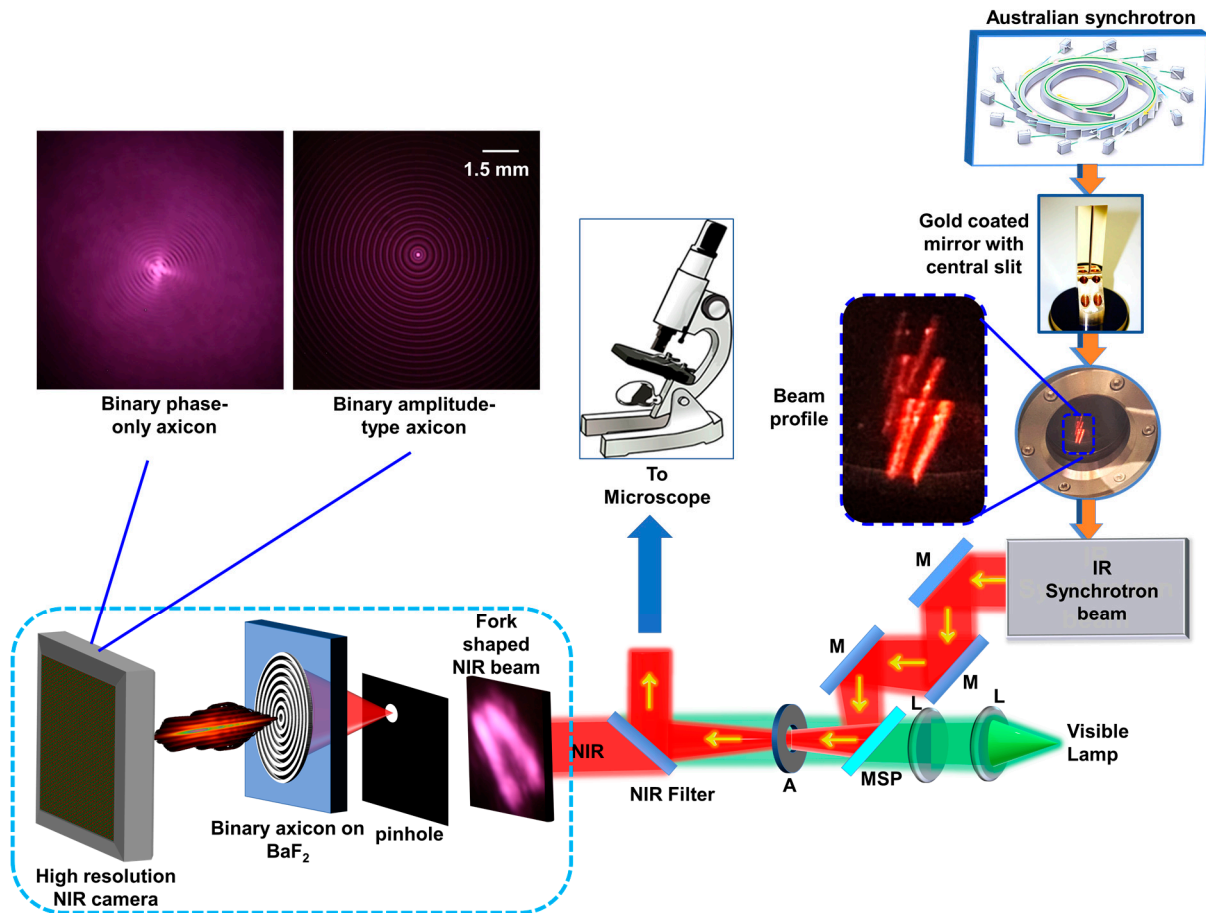 Australian synchrotron
1.5 mm
Gold coated
mirror with
central slit
Binary phase-
only axicon
Binary amplitude-
type axicon
Beam
profile
To
Microscope
M
IR
Synchrotron
beam
Fork
shaped
NIR beam
M
M
L
L
NIR
Visible
Lamp
A
MSP
NIR Filter
Binary axicon on
BaF2
pinhole
High resolution
NIR camera